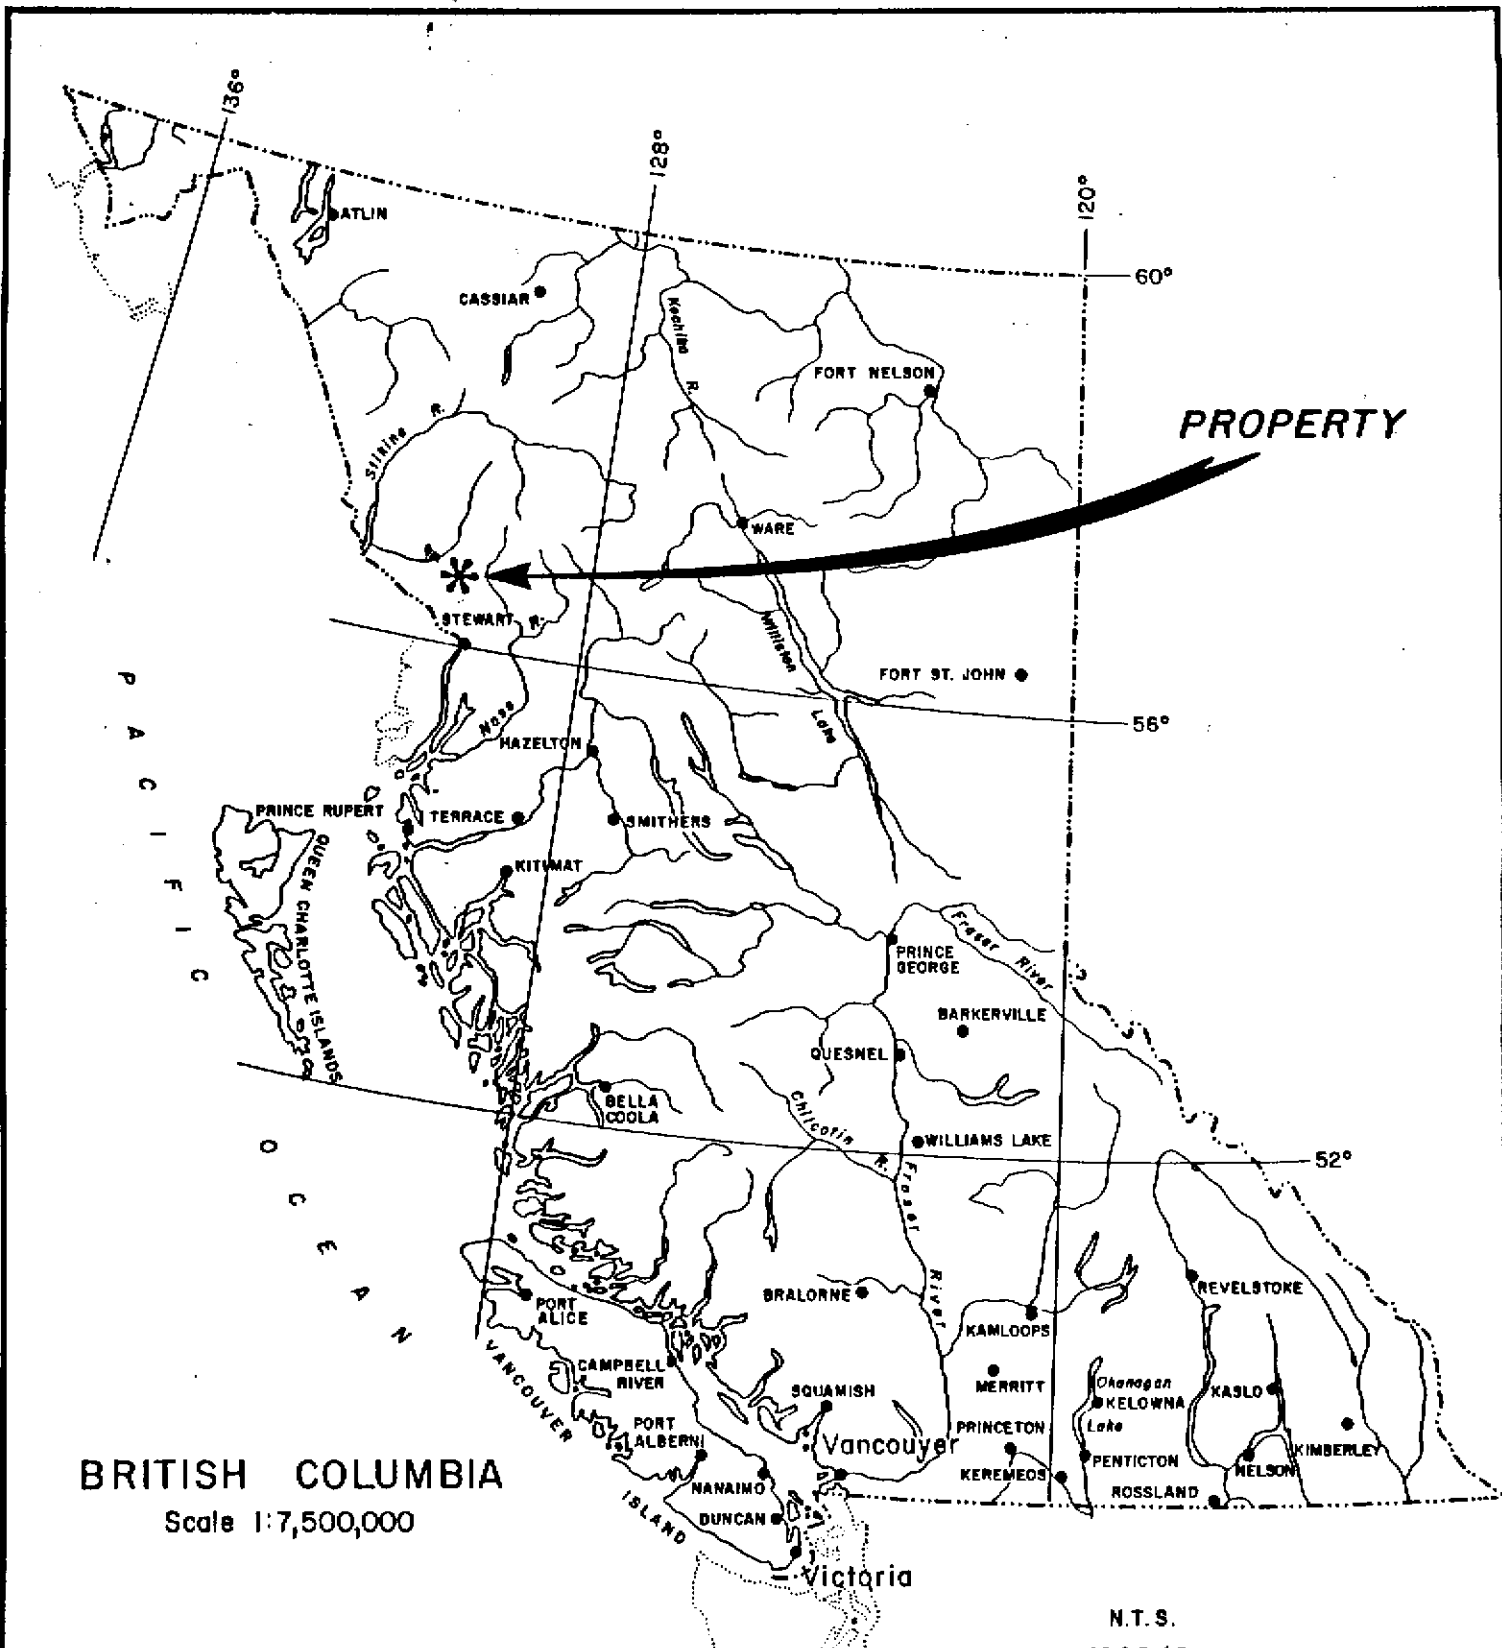 136°
128°
120°
ATLIN
60°
CASSIAR
Kechika
R.
FORT NELSON
PROPERTY
Stikine
R.
WARE
STEWART
R.
Williston
Lake
FORT ST. JOHN
56°
Nass
HAZELTON
PRINCE RUPERT
TERRACE
SMITHERS
KITIMAT
QUEEN CHARLOTTE ISLANDS
PACIFIC
OCEAN
Fraser River
PRINCE
GEORGE
BARKERVILLE
QUESNEL
BELLA
COOLA
Chilcotin
R.
WILLIAMS LAKE
52°
Fraser
River
REVELSTOKE
BRALORNE
PORT
ALICE
KAMLOOPS
VANCOUVER
ISLAND
CAMPBELL
RIVER
SQUAMISH
MERRITT
Okanagan
KELOWNA
Lake
KASLO
PORT
ALBERNI
Vancouver
PRINCETON
KIMBERLEY
PENTICTON
NELSON
KEREMEOS
NANAIMO
ROSSLAND
DUNCAN
Victoria
BRITISH COLUMBIA
Scale 1:7,500,000
N.T.S.